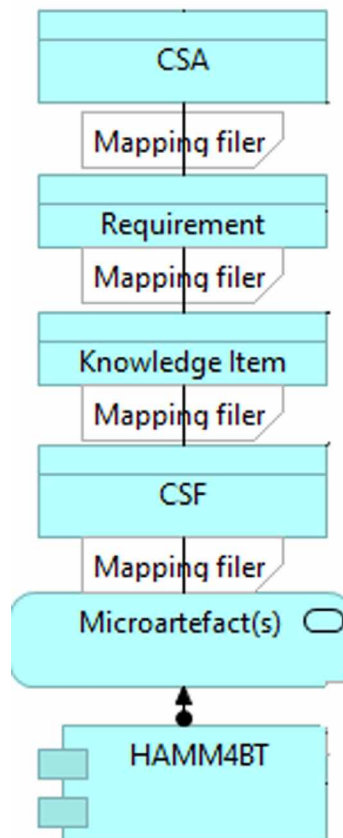 CSA
Mapping filer
Requirement
Mapping filer
Knowledge Item
Mapping filer
CSF
Mapping filer
Microartefact(s)
HAMM4BT